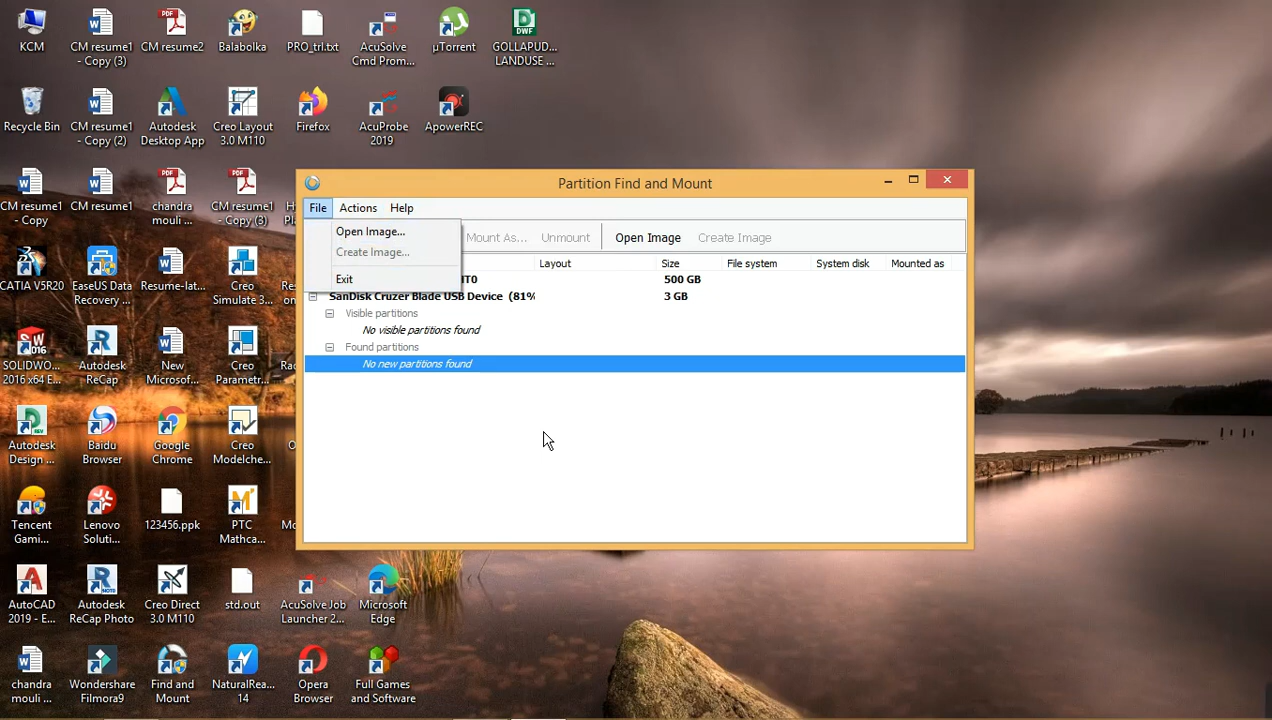 KCM
CM resume1
- Copy (3)
CM resume2
Balabolka
PRO_trl.txt
AcuSolve
Cmd Prom...
µTorrent
GOLLAPUD...
LANDUSE ...
Recycle Bin
CM resume1
- Copy (2)
Autodesk
Desktop App
Creo Layout
3.0 M110
Firefox
AcuProbe
2019
ApowerREC
CM resume1
- Copy
CM resume1
chandra
mouli ...
CM resume1
- Copy (3)
CATIA V5R20
EaseUS Data
Recovery ...
Resume-lat...
Creo
Simulate 3...
SOLIDWO...
2016 x64 E...
Autodesk
ReCap
New
Microsof...
Creo
Parametr...
Autodesk
Design ...
Baidu
Browser
Google
Chrome
Creo
Modelche...
Tencent
Gami...
Lenovo
Soluti...
123456.ppk
PTC
Mathca...
AutoCAD
2019 - E...
Autodesk
ReCap Photo
Creo Direct
3.0 M110
std.out
AcuSolve Job
Launcher 2...
Microsoft
Edge
chandra
mouli ...
Wondershare
Filmora9
Find and
Mount
NaturalRea...
14
Opera
Browser
Full Games
and Software
Partition Find and Mount
File Actions Help
Open Image...
Create Image...
Exit
Mount As... Unmount Open Image Create Image
Layout Size File system System disk Mounted as
500 GB
SanDisk Cruzer Blade USB Device (81% 3 GB
Visible partitions
No visible partitions found
Found partitions
No new partitions found